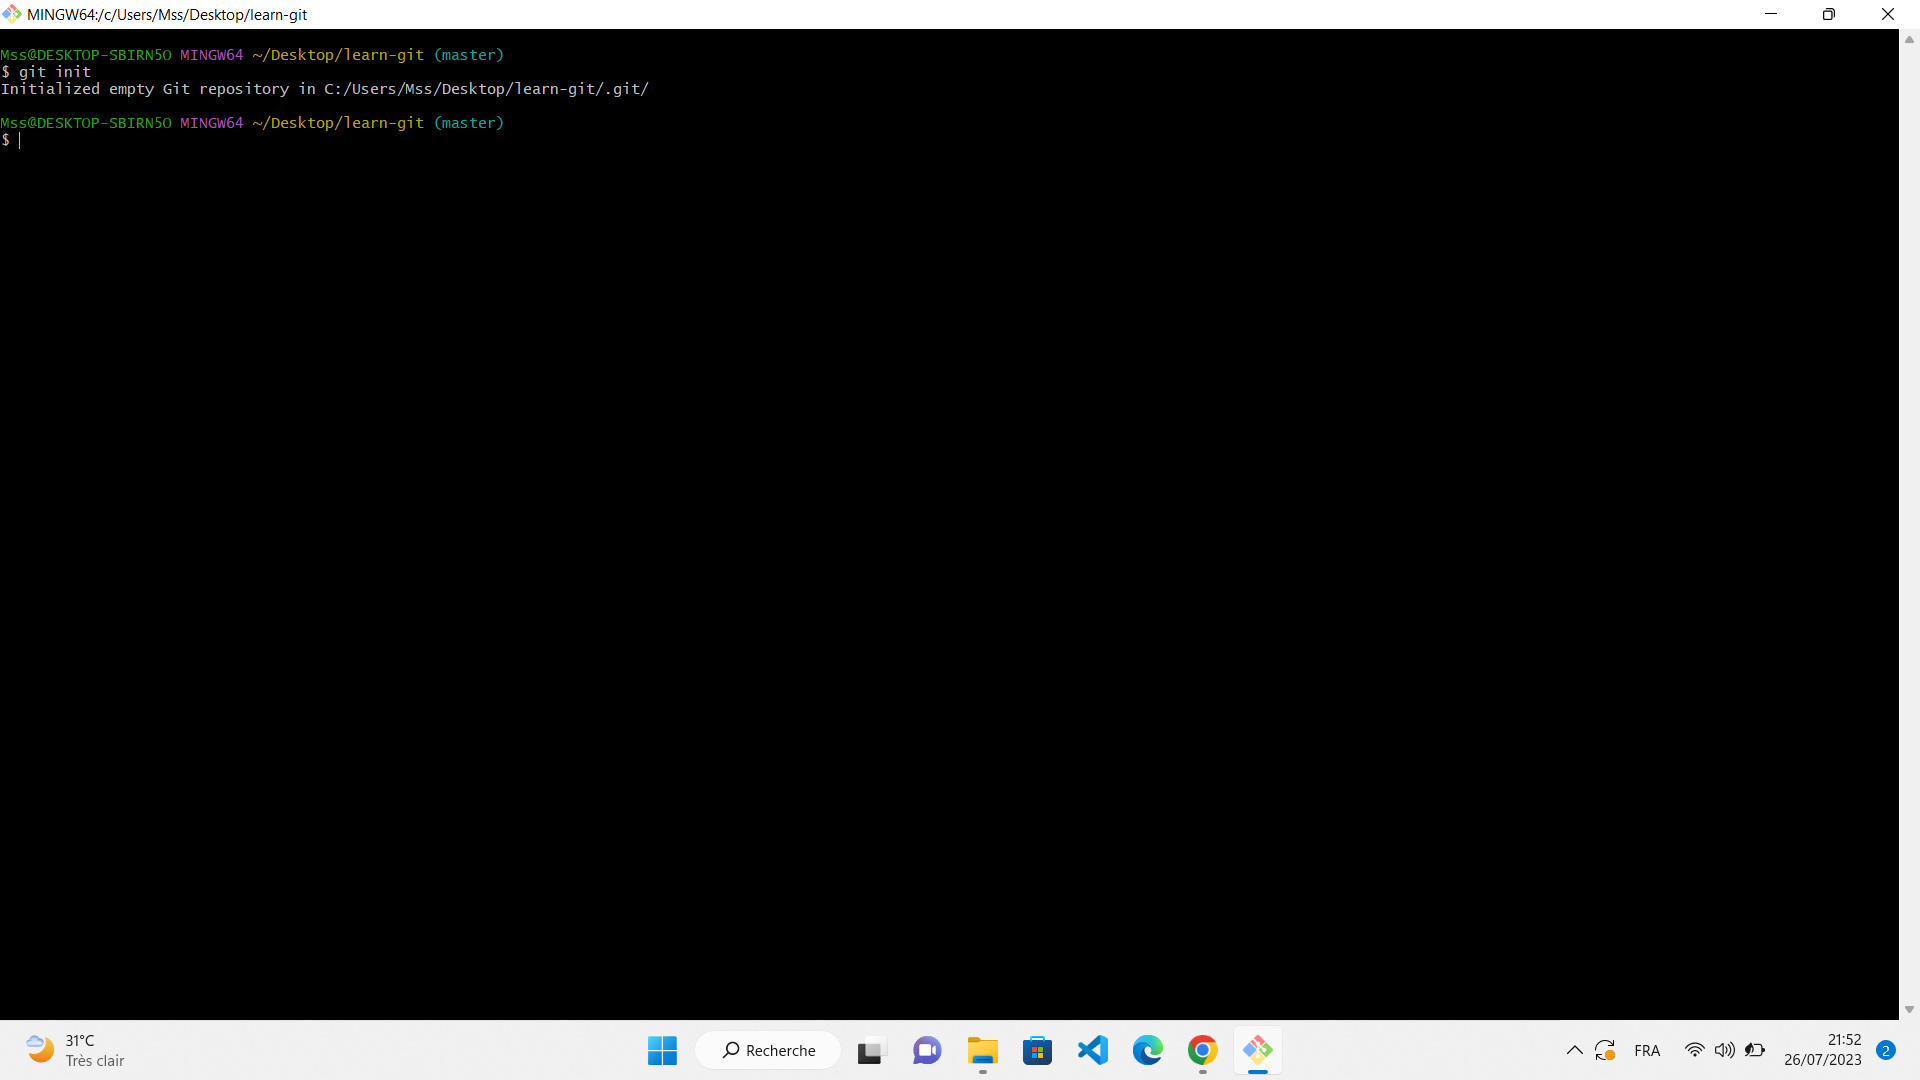 MINGW64:/c/Users/Mss/Desktop/learn-git
Mss@DESKTOP-SBIRN5O MINGW64 ~/Desktop/learn-git (master)
$ git init
Initialized empty Git repository in C:/Users/Mss/Desktop/learn-git/.git/
Mss@DESKTOP-SBIRN5O MINGW64 ~/Desktop/learn-git (master)
$
31°C
Très clair
Recherche
FRA
21:52
26/07/2023
2